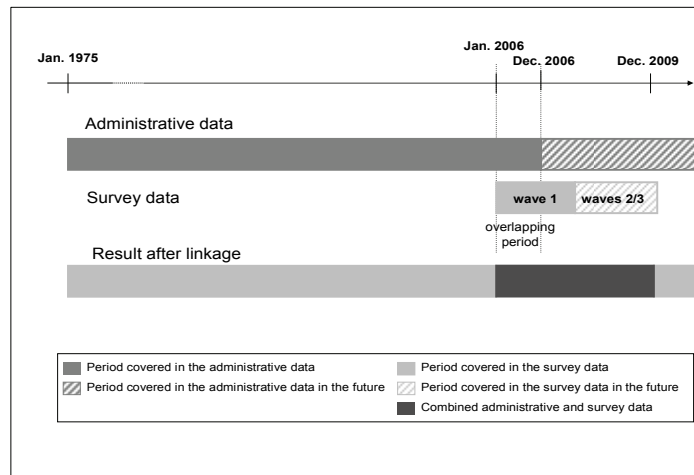 Jan. 1975
Jan. 2006
Dec. 2006
Dec. 2009
Administrative data
Survey data
wave 1
waves 2/3
overlapping
period
Result after linkage
Period covered in the administrative data
Period covered in the survey data
Period covered in the administrative data in the future
Period covered in the survey data in the future
Combined administrative and survey data